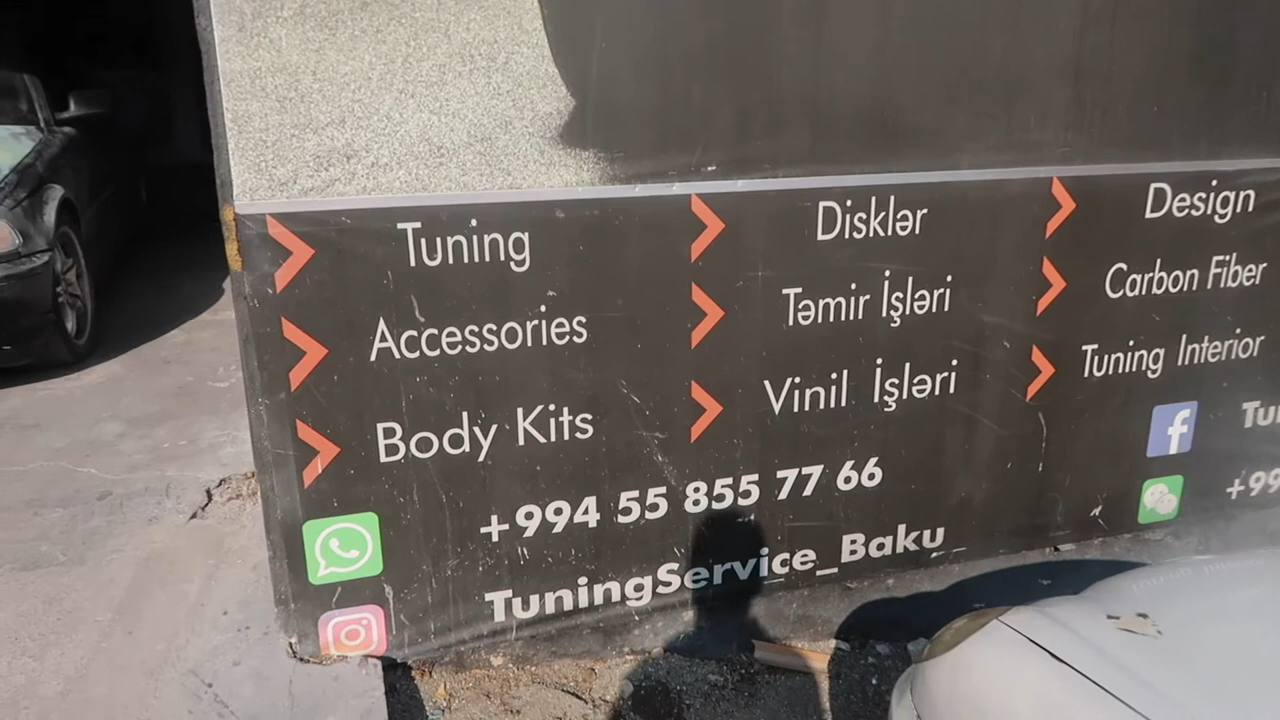 Tuning
Accessories
Body Kits
Disklər
Təmir İşləri
Vinil İşləri
Design
Carbon Fiber
Tuning Interior
+994 55 855 77 66
TuningService_Baku
f
+99